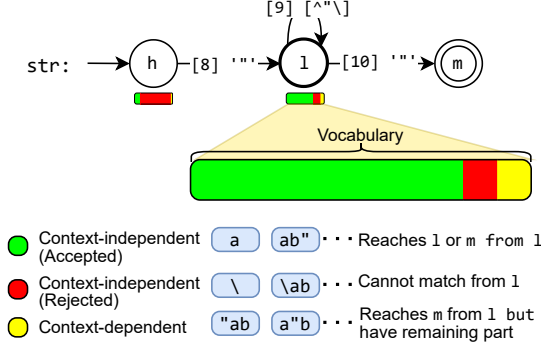 [9] [^"\]
str: h [8] '"' l [10] '"' m
Vocabulary
Context-independent (Accepted) a ab" ··· Reaches l or m from l
Context-independent (Rejected) \ \ab ··· Cannot match from l
Context-dependent "ab a"b ··· Reaches m from l but have remaining part